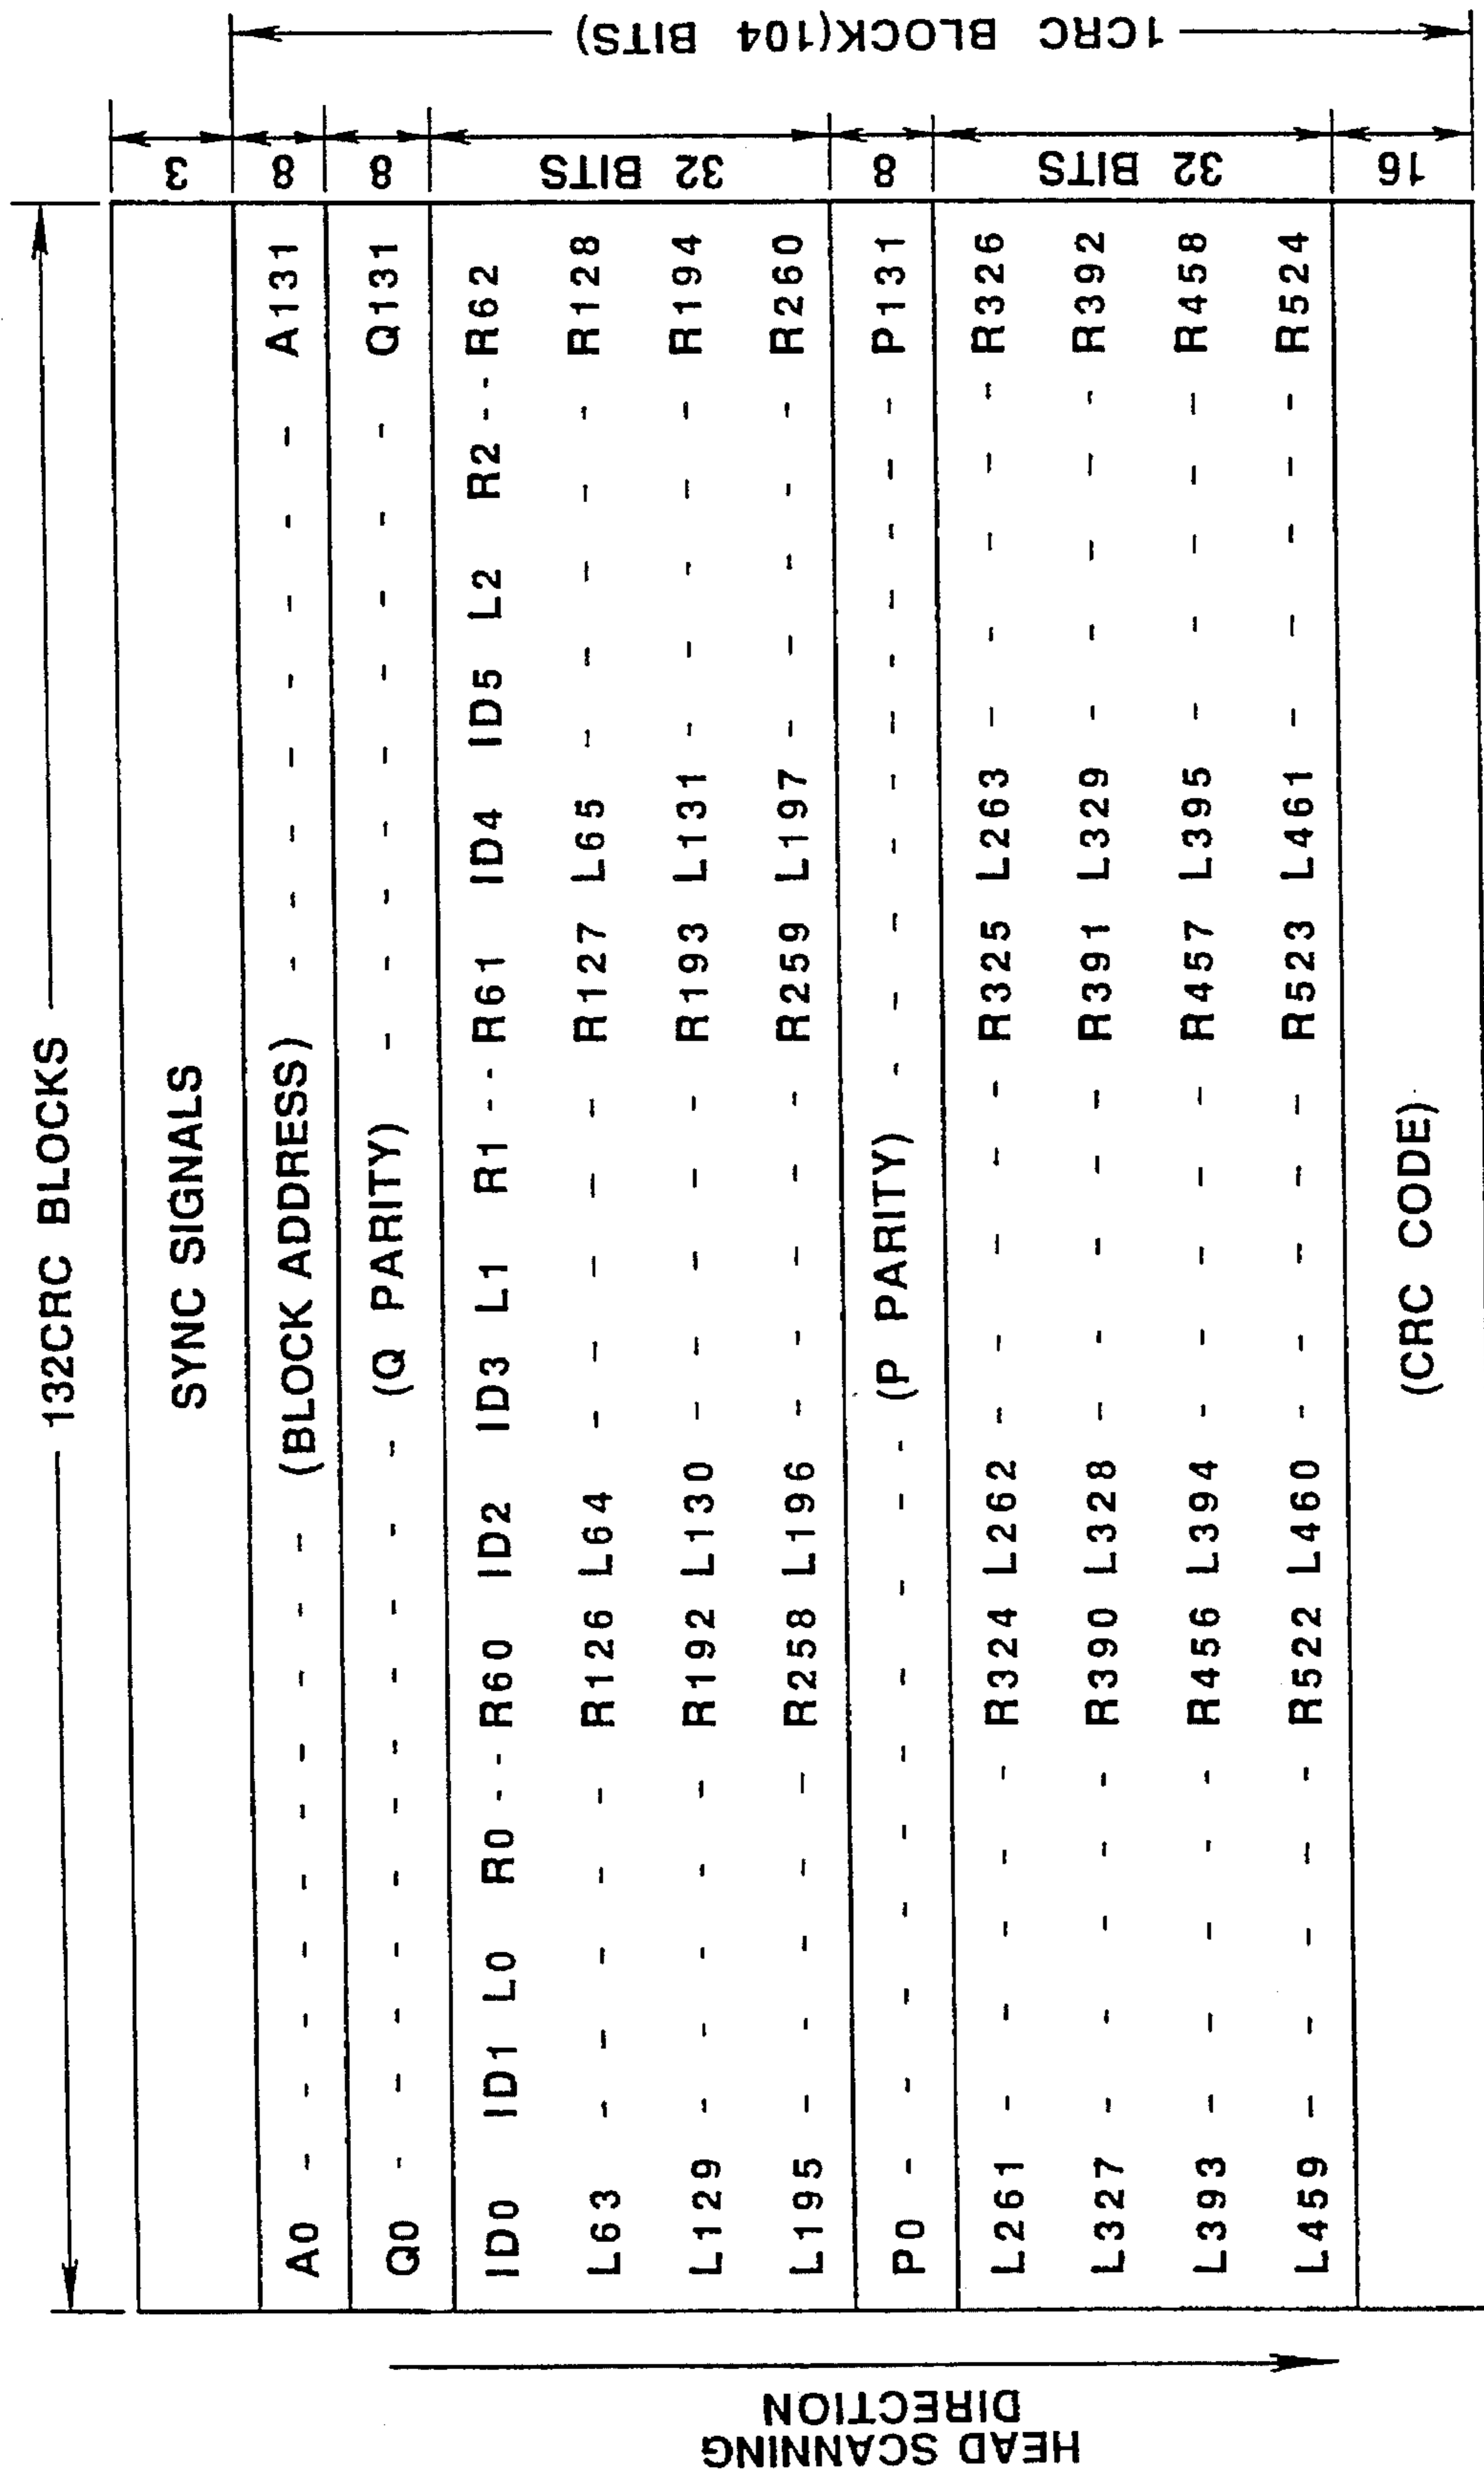 132CRC BLOCKS
SYNC SIGNALS 3
A0 - - - - - - - - - - (BLOCK ADDRESS) - - - - - - - - A131 8
Q0 - - - - - - - - - - (Q PARITY) - - - - - - - - - Q131 8
ID0 ID1 L0 R0 - - R60 ID2 ID3 L1 R1 - - R61 ID4 ID5 L2 R2 - - R62
L63 - - - - - R126 L64 - - - - - R127 L65 - - - - - R128
L129 - - - - - R192 L130 - - - - - R193 L131 - - - - - R194
L195 - - - - - R258 L196 - - - - - R259 L197 - - - - - R260
32 BITS
P0 - - - - - - - - - (P PARITY) - - - - - - - - - - P131 8
L261 - - - - - R324 L262 - - - - - R325 L263 - - - - - R326
L327 - - - - - R390 L328 - - - - - R391 L329 - - - - - R392
L393 - - - - - R456 L394 - - - - - R457 L395 - - - - - R458
L459 - - - - - R522 L460 - - - - - R523 L461 - - - - - R524
32 BITS
(CRC CODE) 16
1CRC BLOCK(104 BITS)
HEAD SCANNING
DIRECTION